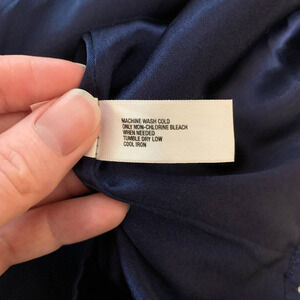 MACHINE WASH COLD
ONLY NON-CHLORINE BLEACH
WHEN NEEDED
TUMBLE DRY LOW
COOL IRON